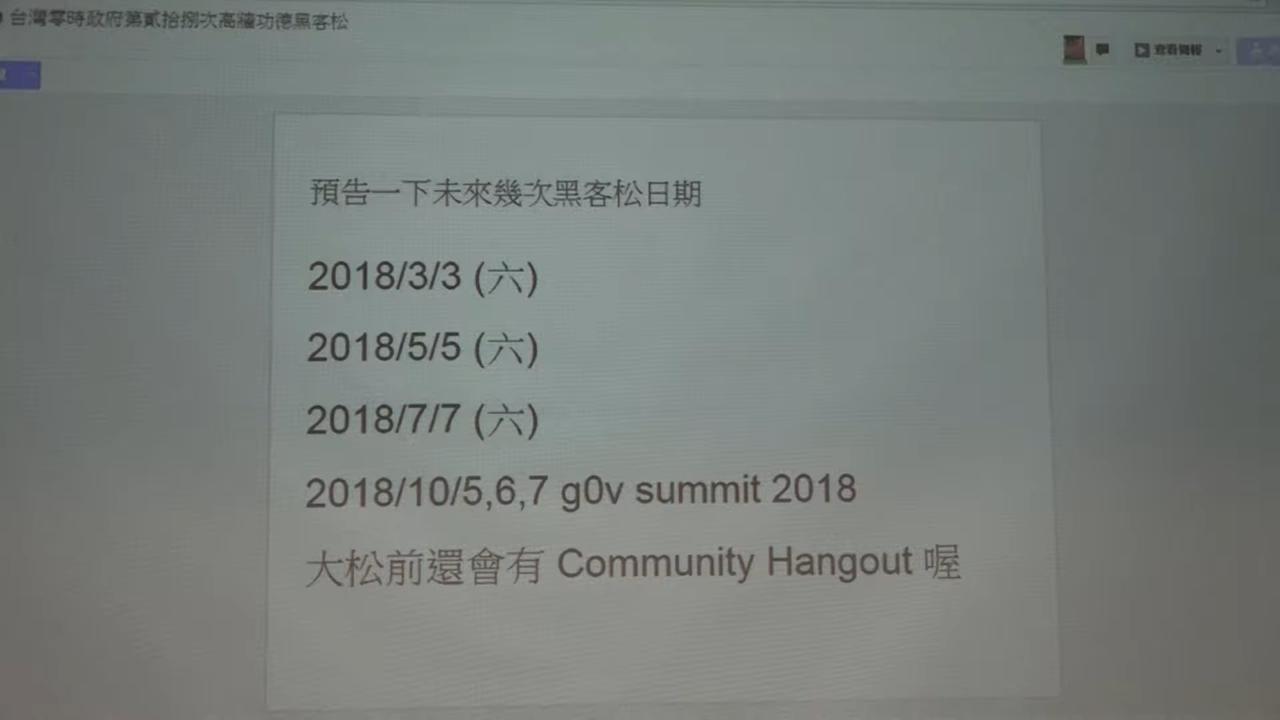 台灣零時政府第貳拾捌次高禧功德黑客松
預告一下未來幾次黑客松日期
2018/3/3 (六)
2018/5/5 (六)
2018/7/7 (六)
2018/10/5,6,7 g0v summit 2018
大松前還會有 Community Hangout 喔